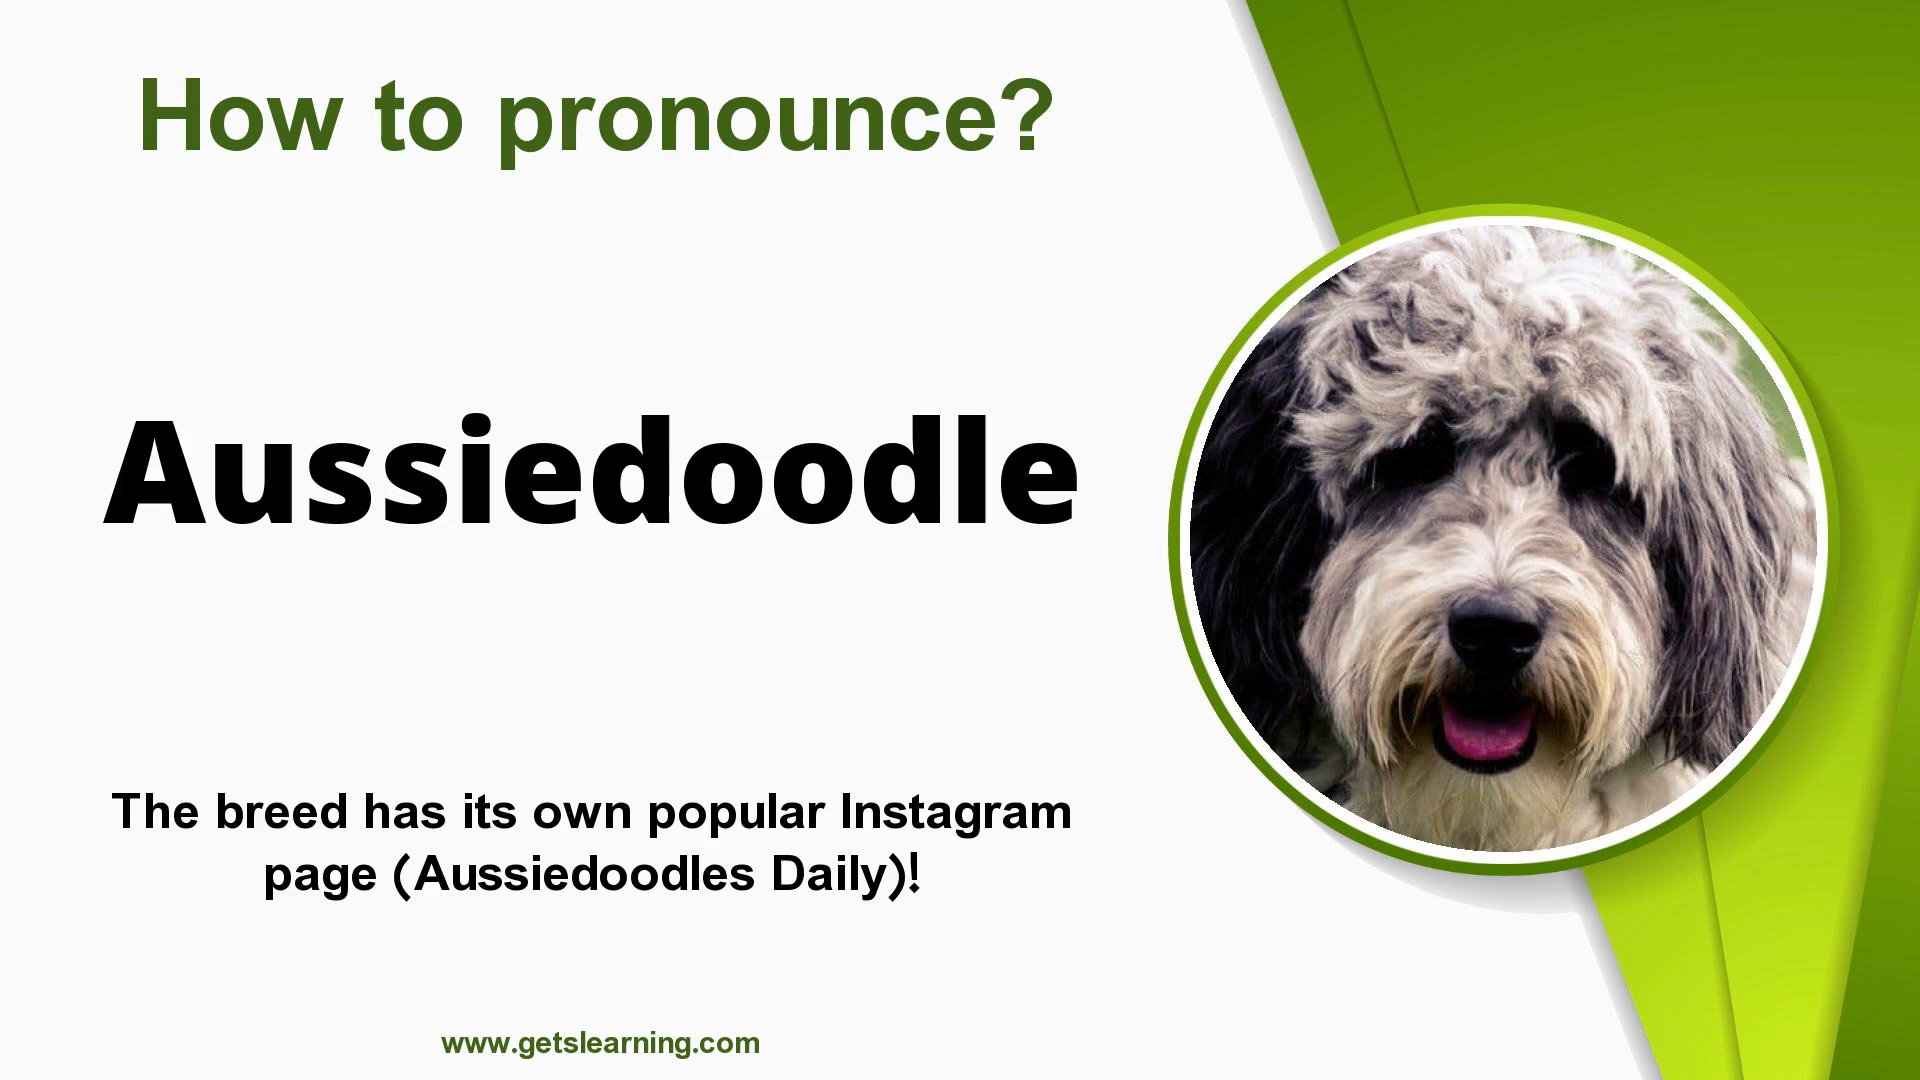 How to pronounce?
Aussiedoodle
The breed has its own popular Instagram
page (Aussiedoodles Daily)!
www.getslearning.com